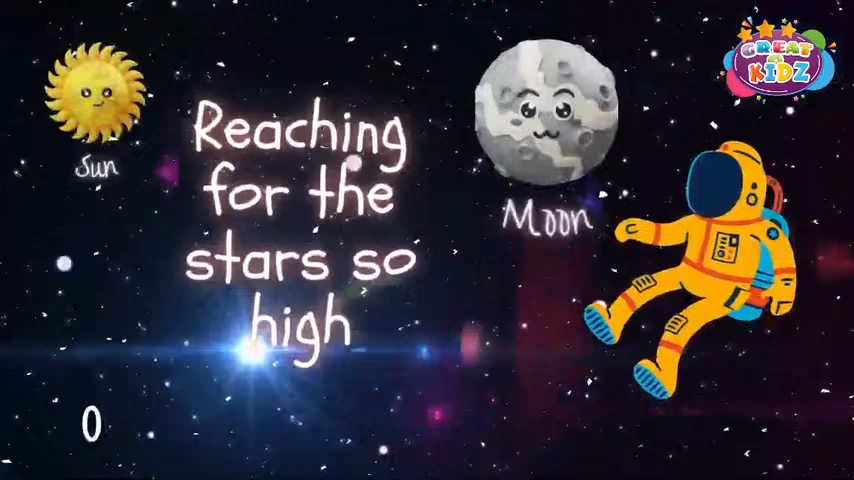 GREAT
KIDZ
Sun
Reaching
for the
stars so
high
Moon
0